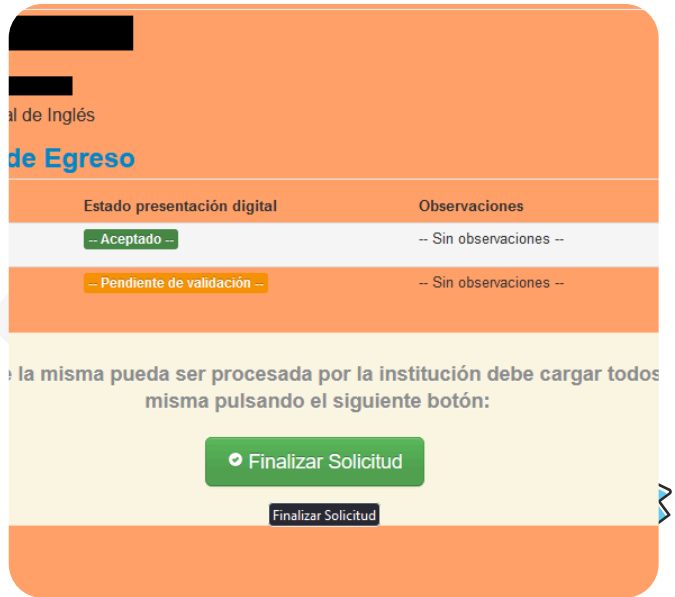 al de Inglés
de Egreso
Estado presentación digital Observaciones
-- Aceptado -- -- Sin observaciones --
-- Pendiente de validación -- -- Sin observaciones --
la misma pueda ser procesada por la institución debe cargar todos
misma pulsando el siguiente botón:
Finalizar Solicitud
Finalizar Solicitud